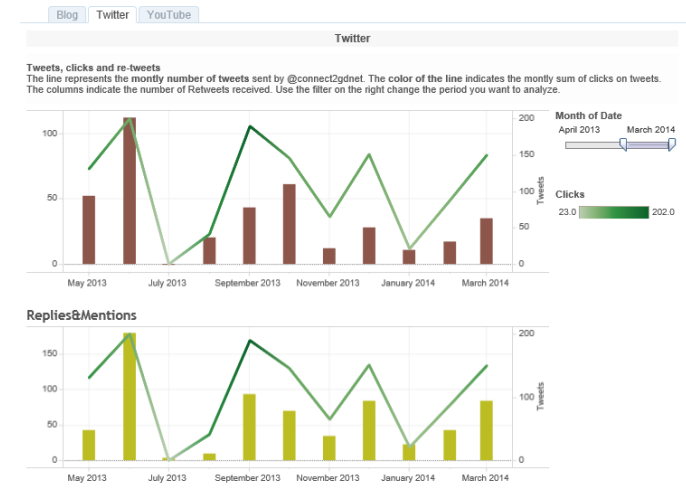 Blog Twitter YouTube
Twitter
Tweets, clicks and re-tweets
The line represents the montly number of tweets sent by @connect2gdnet. The color of the line indicates the montly sum of clicks on tweets.
The columns indicate the number of Retweets received. Use the filter on the right change the period you want to analyze.
Month of Date
April 2013 March 2014
Clicks
23.0 202.0
100
50
0
200
150
100
50
0
Tweets
May 2013 July 2013 September 2013 November 2013 January 2014 March 2014
Replies&Mentions
150
100
50
0
200
100
0
Tweets
May 2013 July 2013 September 2013 November 2013 January 2014 March 2014